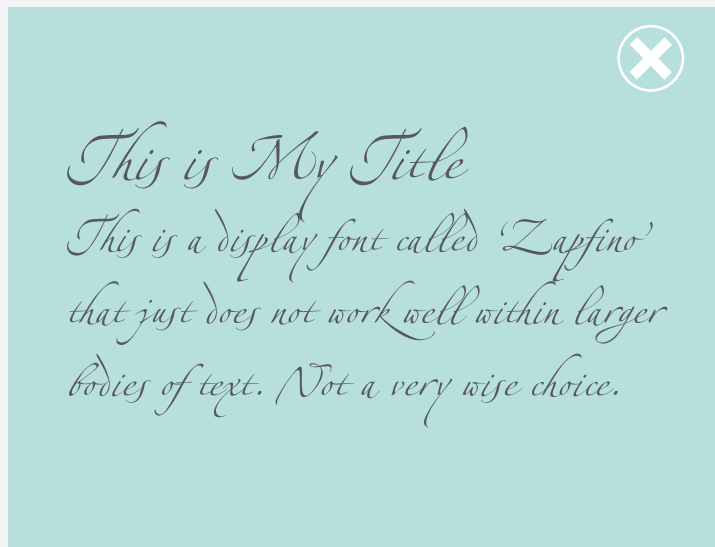 This is My Title
This is a display font called ‘Zapfino’
that just does not work well within larger
bodies of text. Not a very wise choice.